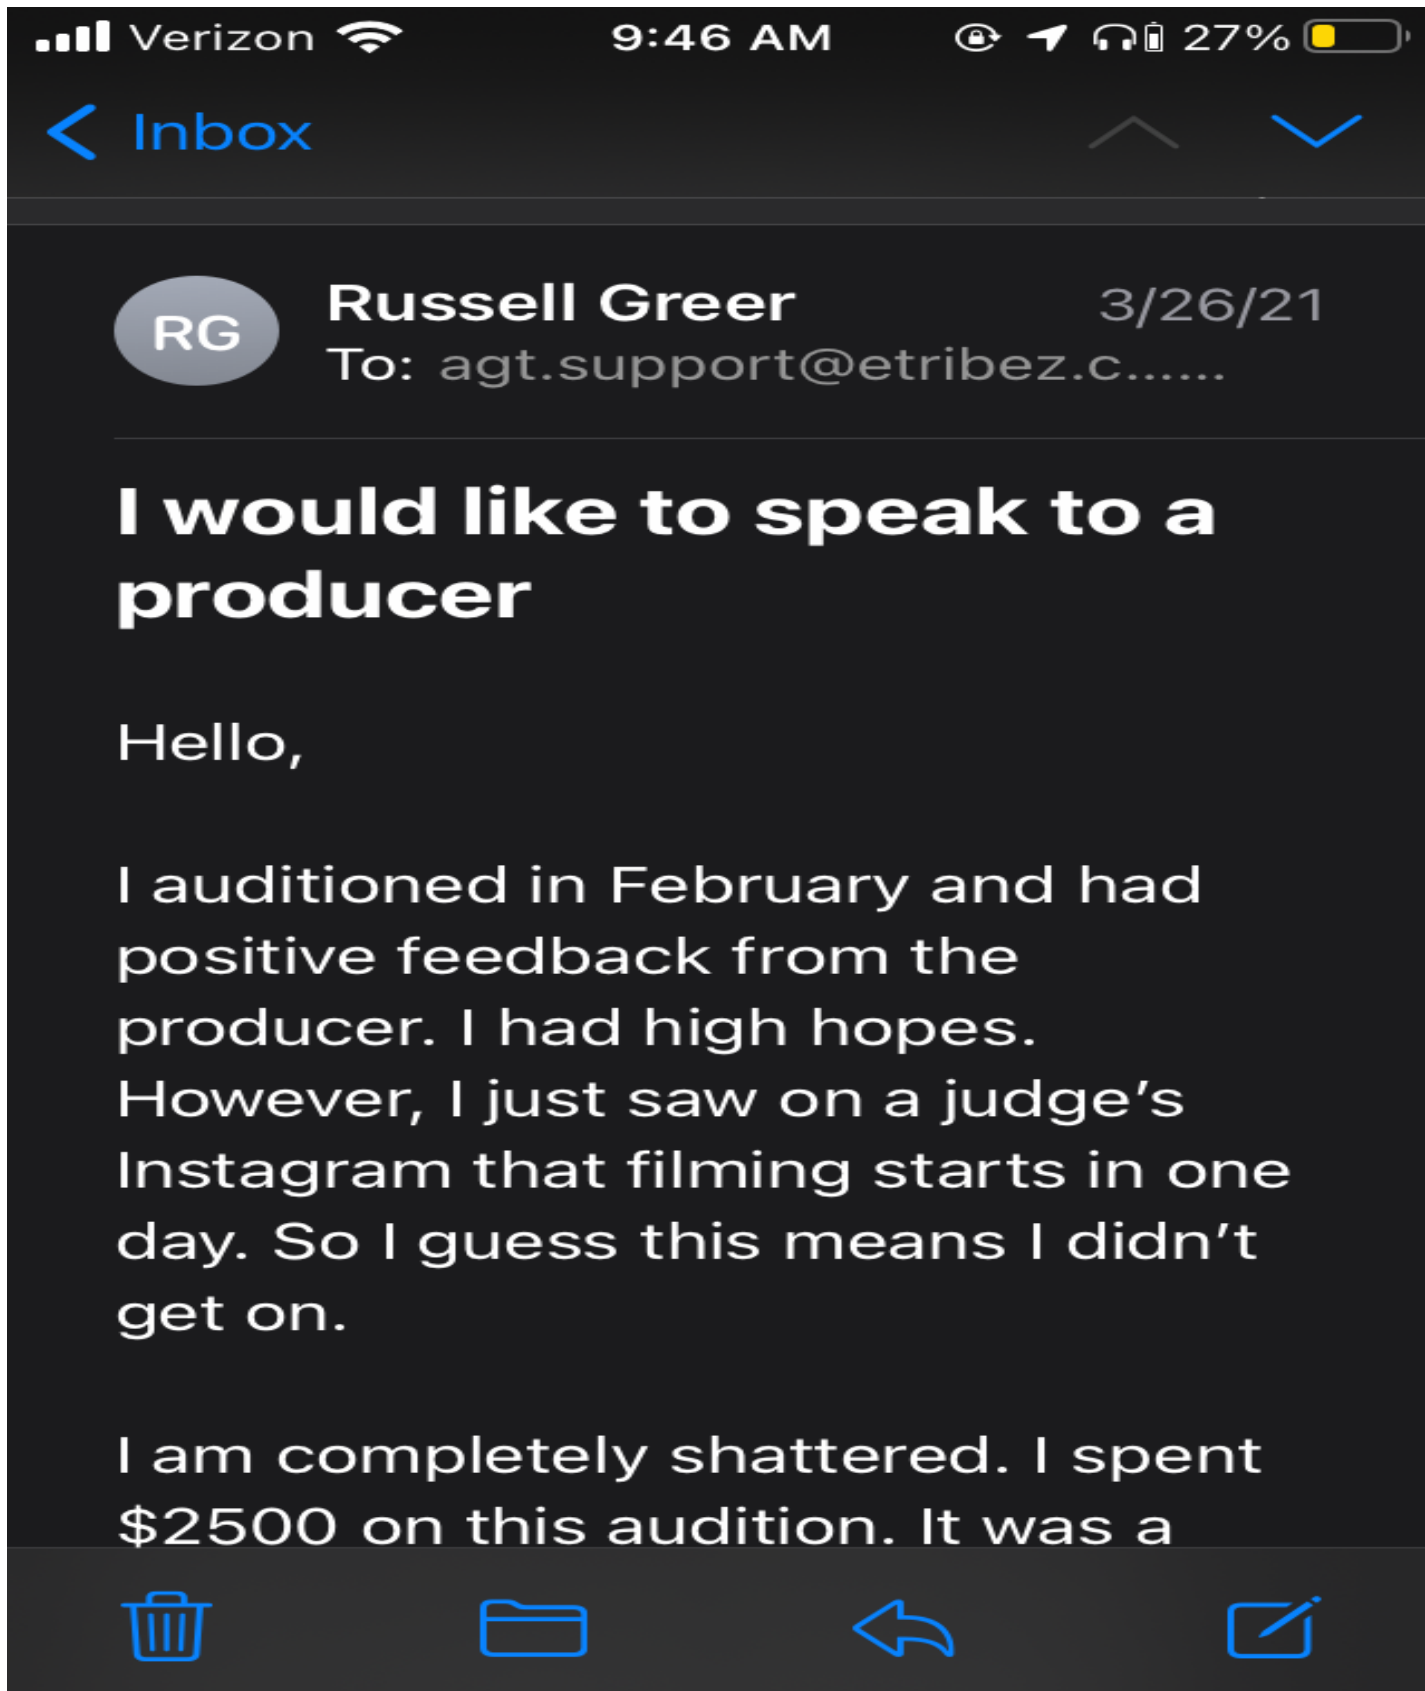 Verizon 9:46 AM 27%
Inbox
RG
Russell Greer 3/26/21
To: agt.support@etribez.c......
I would like to speak to a
producer
Hello,
I auditioned in February and had
positive feedback from the
producer. I had high hopes.
However, I just saw on a judge’s
Instagram that filming starts in one
day. So I guess this means I didn’t
get on.
I am completely shattered. I spent
$2500 on this audition. It was a